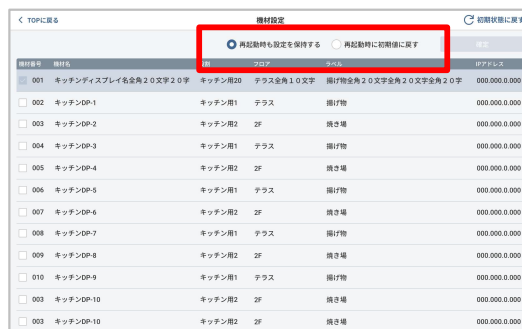 TOPに戻る 機材設定 初期状態に戻す
再起動時も設定を保持する 再起動時に初期値に戻す 確定
機材番号 機材名 役割 フロア ラベル IPアドレス
001 キッチンディスプレイ名全角20文字20字 キッチン用20 テラス全角10文字 揚げ物全角20文字全角20文字全角20字 000.000.0.000
002 キッチンDP-1 キッチン用1 テラス 揚げ物 000.000.0.000
003 キッチンDP-2 キッチン用2 2F 焼き場 000.000.0.000
004 キッチンDP-3 キッチン用1 テラス 揚げ物 000.000.0.000
005 キッチンDP-4 キッチン用2 2F 焼き場 000.000.0.000
006 キッチンDP-5 キッチン用1 テラス 揚げ物 000.000.0.000
007 キッチンDP-6 キッチン用2 2F 焼き場 000.000.0.000
008 キッチンDP-7 キッチン用1 テラス 揚げ物 000.000.0.000
009 キッチンDP-8 キッチン用2 2F 焼き場 000.000.0.000
010 キッチンDP-9 キッチン用1 テラス 揚げ物 000.000.0.000
003 キッチンDP-10 キッチン用2 2F 焼き場 000.000.0.000
003 キッチンDP-10 キッチン用2 2F 焼き場 000.000.0.000